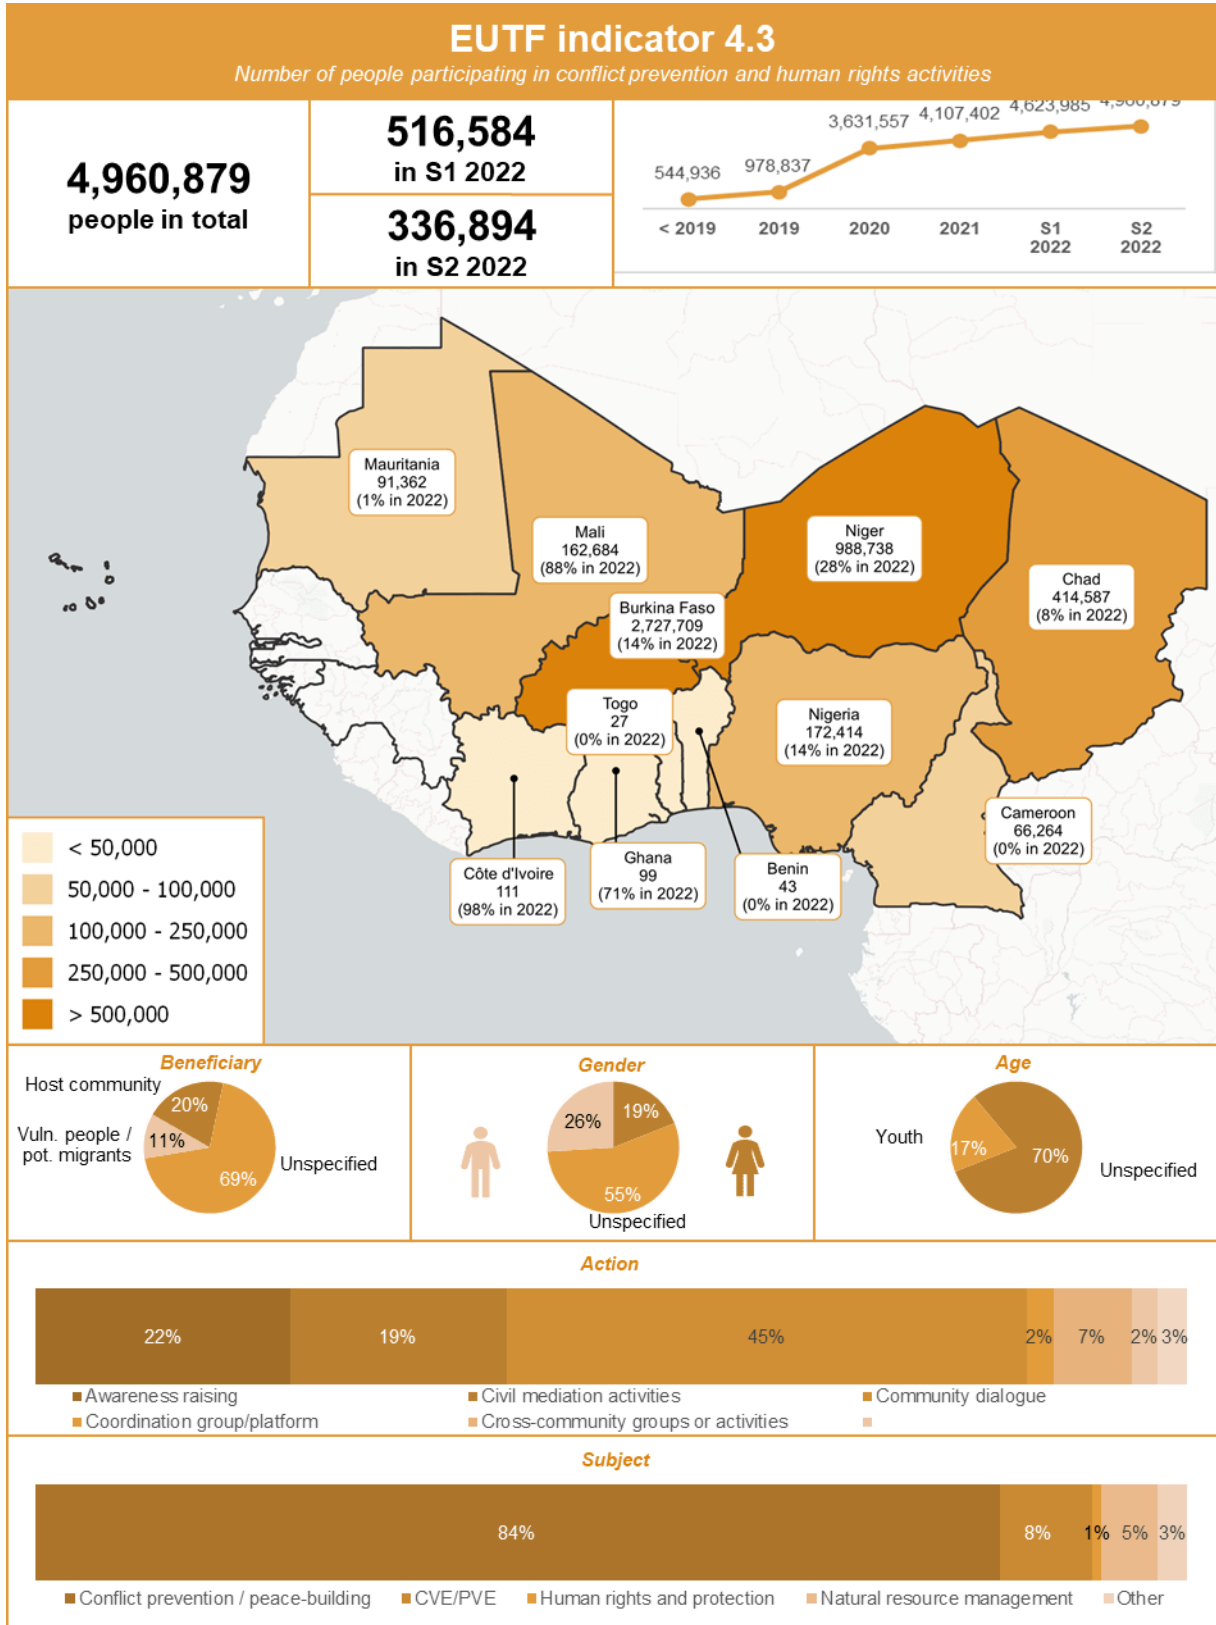 EUTF indicator 4.3
Number of people participating in conflict prevention and human rights activities
4,960,879
people in total
516,584
in S1 2022
336,894
in S2 2022
544,936
978,837
3,631,557
4,107,402
4,623,985
4,960,879
< 2019
2019
2020
2021
S1
2022
S2
2022
Mauritania
91,362
(1% in 2022)
Mali
162,684
(88% in 2022)
Niger
988,738
(28% in 2022)
Chad
414,587
(8% in 2022)
Burkina Faso
2,727,709
(14% in 2022)
Togo
27
(0% in 2022)
Nigeria
172,414
(14% in 2022)
Cameroon
66,264
(0% in 2022)
Côte d'Ivoire
111
(98% in 2022)
Ghana
99
(71% in 2022)
Benin
43
(0% in 2022)
< 50,000
50,000 - 100,000
100,000 - 250,000
250,000 - 500,000
> 500,000
Beneficiary
Host community
20%
Vuln. people /
pot. migrants
11%
69%
Unspecified
Gender
26%
19%
55%
Unspecified
Age
Youth
17%
70%
Unspecified
Action
22%
19%
45%
2%
7%
2%
3%
Awareness raising
Civil mediation activities
Community dialogue
Coordination group/platform
Cross-community groups or activities
Subject
84%
8%
1%
5%
3%
Conflict prevention / peace-building
CVE/PVE
Human rights and protection
Natural resource management
Other